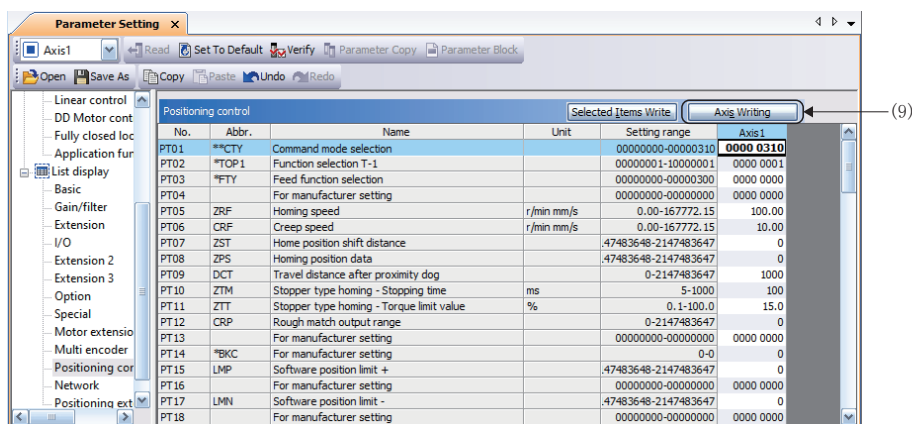 Parameter Setting ×
Axis1 Read Set To Default Verify Parameter Copy Parameter Block
Open Save As Copy Paste Undo Redo
Linear control
DD Motor cont
Fully closed loc
Application fur
List display
Basic
Gain/filter
Extension
I/O
Extension 2
Extension 3
Option
Special
Motor extensio
Multi encoder
Positioning cor
Network
Positioning ext
Positioning control Selected Items Write Axis Writing (9)
No. Abbr. Name Unit Setting range Axis1
PT01 **CTY Command mode selection 00000000-00000310 0000 0310
PT02 *TOP1 Function selection T-1 00000001-10000001 0000 0001
PT03 *FTY Feed function selection 00000000-00000300 0000 0000
PT04 For manufacturer setting 00000000-00000000 0000 0000
PT05 ZRF Homing speed r/min mm/s 0.00-167772.15 100.00
PT06 CRF Creep speed r/min mm/s 0.00-167772.15 10.00
PT07 ZST Home position shift distance .47483648-2147483647 0
PT08 ZPS Homing position data .47483648-2147483647 0
PT09 DCT Travel distance after proximity dog 0-2147483647 1000
PT10 ZTM Stopper type homing - Stopping time ms 5-1000 100
PT11 ZTT Stopper type homing - Torque limit value % 0.1-100.0 15.0
PT12 CRP Rough match output range 0-2147483647 0
PT13 For manufacturer setting 00000000-00000000 0000 0000
PT14 *BKC For manufacturer setting 0-0 0
PT15 LMP Software position limit + .47483648-2147483647 0
PT16 For manufacturer setting 00000000-00000000 0000 0000
PT17 LMN Software position limit - .47483648-2147483647 0
PT18 For manufacturer setting 00000000-00000000 0000 0000